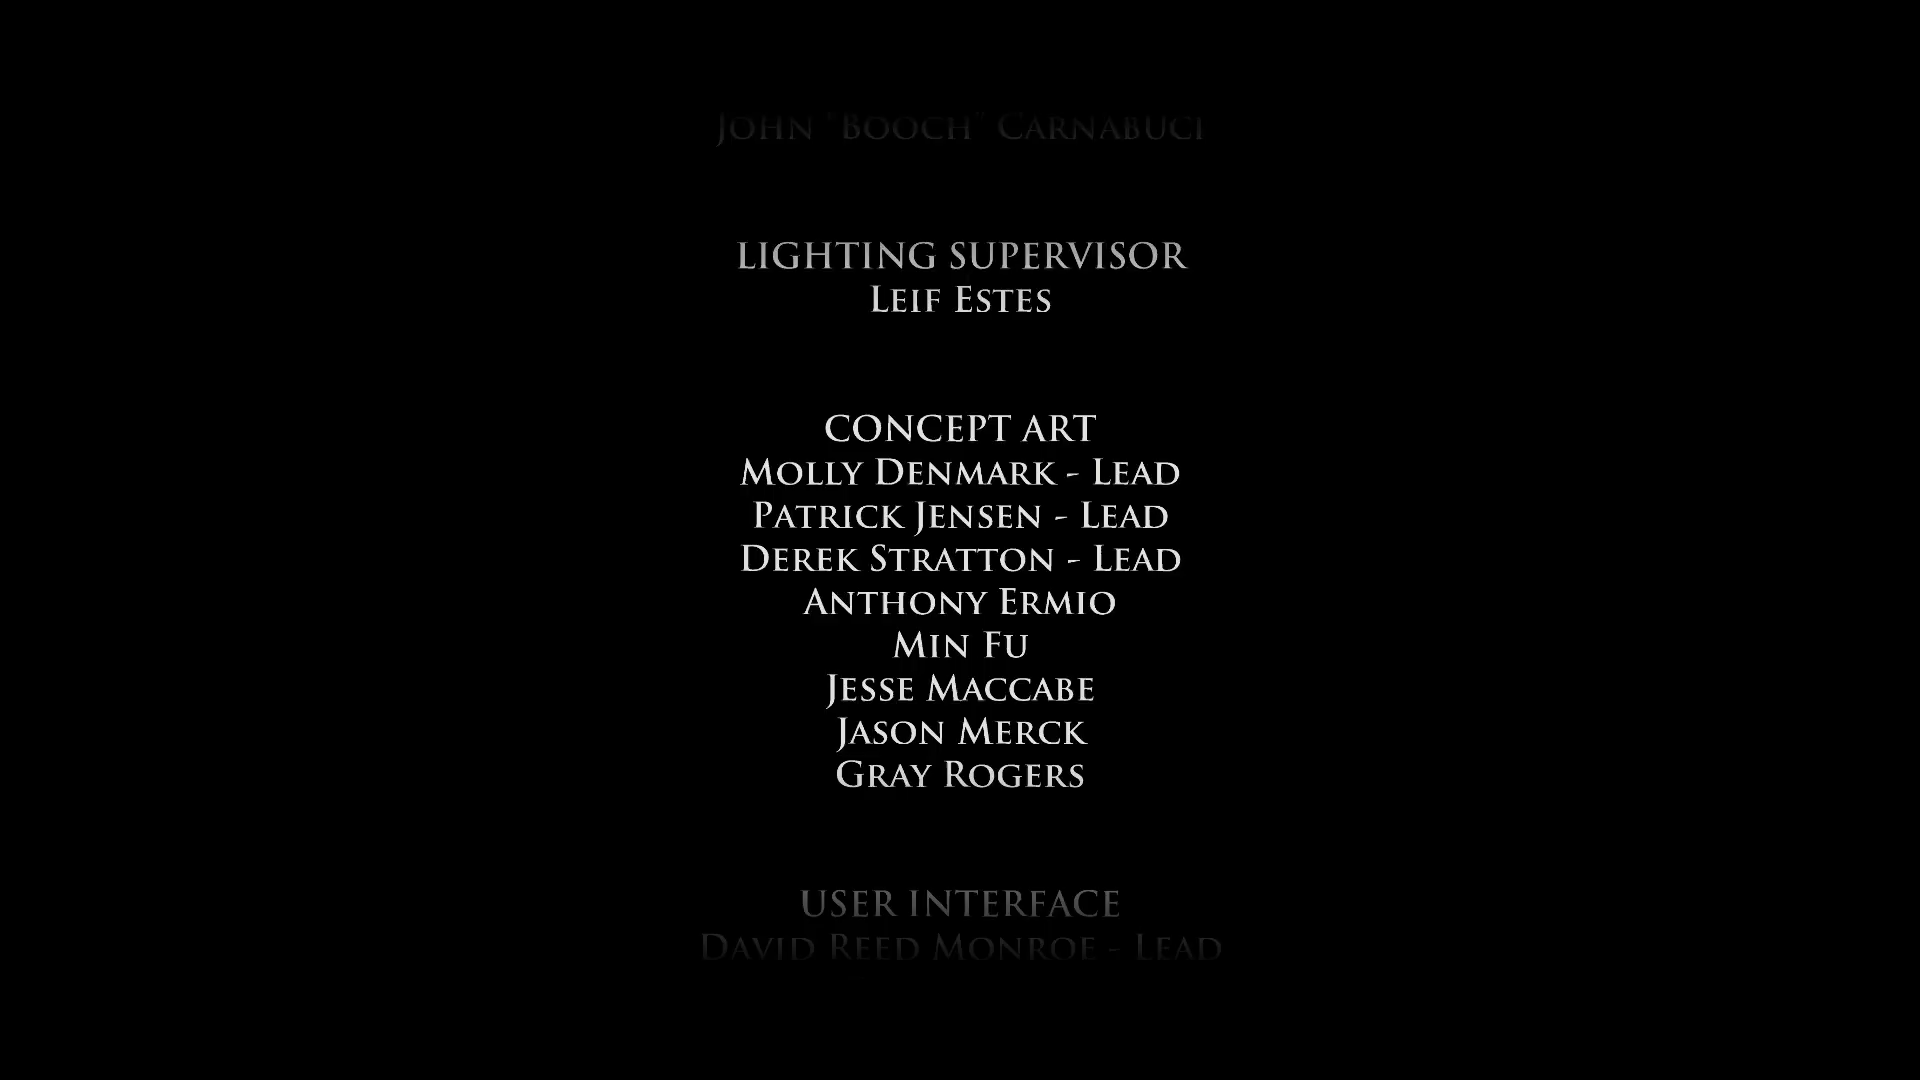 John "Booch" Carnabuci
LIGHTING SUPERVISOR
Leif Estes
CONCEPT ART
Molly Denmark - Lead
Patrick Jensen - Lead
Derek Stratton - Lead
Anthony Ermio
Min Fu
Jesse Maccabe
Jason Merck
Gray Rogers
USER INTERFACE
David Reed Monroe - Lead